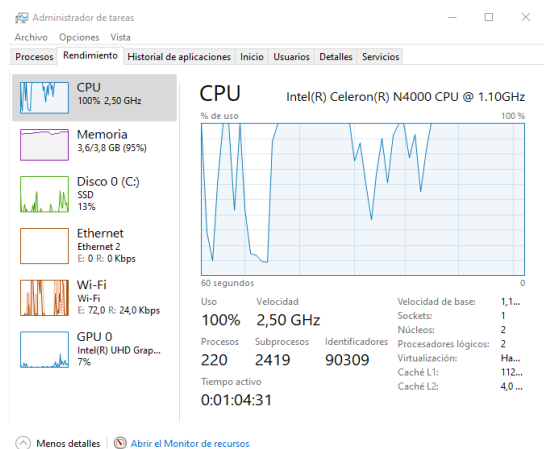 Administrador de tareas
Archivo Opciones Vista
Procesos Rendimiento Historial de aplicaciones Inicio Usuarios Detalles Servicios
CPU
100% 2,50 GHz
Memoria
3,6/3,8 GB (95%)
Disco 0 (C:)
SSD
13%
Ethernet
Ethernet 2
E: 0 R: 0 Kbps
Wi-Fi
Wi-Fi
E: 72,0 R: 24,0 Kbps
GPU 0
Intel(R) UHD Grap...
7%
CPU Intel(R) Celeron(R) N4000 CPU @ 1.10GHz
% de uso 100 %
60 segundos 0
Uso Velocidad
100% 2,50 GHz
Procesos Subprocesos Identificadores
220 2419 90309
Tiempo activo
0:01:04:31
Velocidad de base: 1,1...
Sockets: 1
Núcleos: 2
Procesadores lógicos: 2
Virtualización: Ha...
Caché L1: 112...
Caché L2: 4,0 ...
Menos detalles Abrir el Monitor de recursos